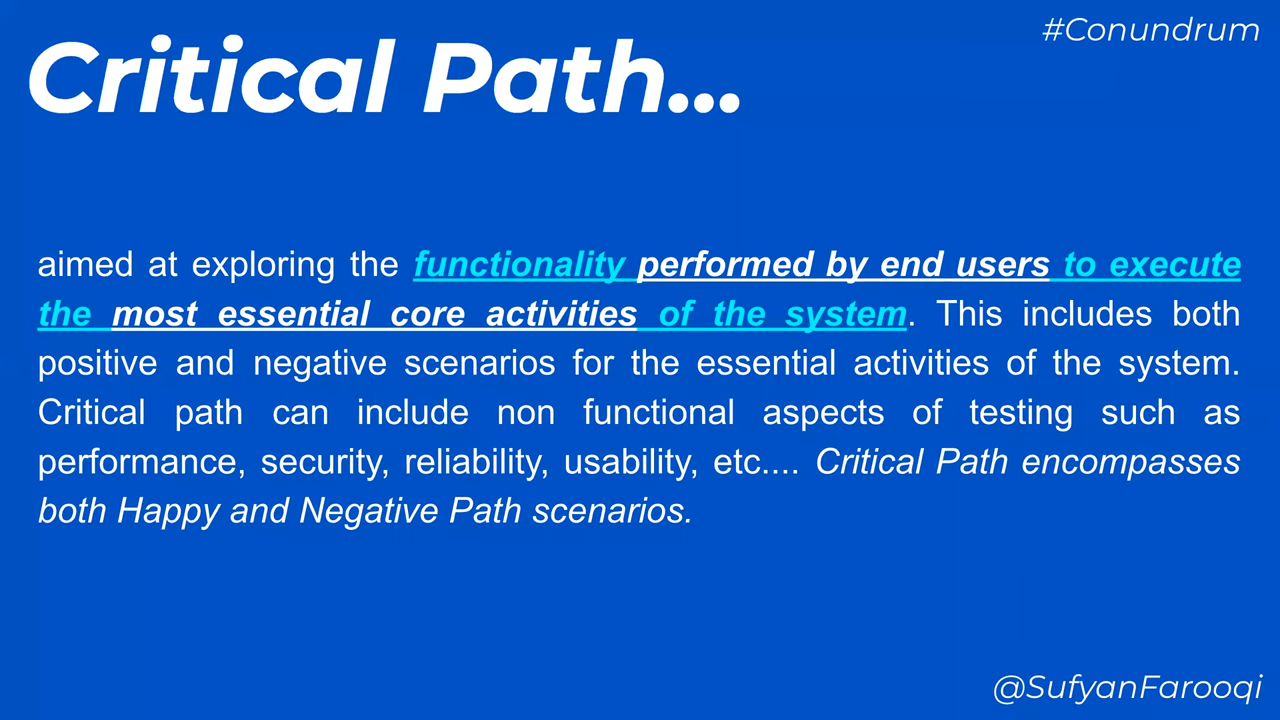 #Conundrum
Critical Path...
aimed at exploring the functionality performed by end users to execute
the most essential core activities of the system. This includes both
positive and negative scenarios for the essential activities of the system.
Critical path can include non functional aspects of testing such as
performance, security, reliability, usability, etc.... Critical Path encompasses
both Happy and Negative Path scenarios.
@SufyanFarooqi